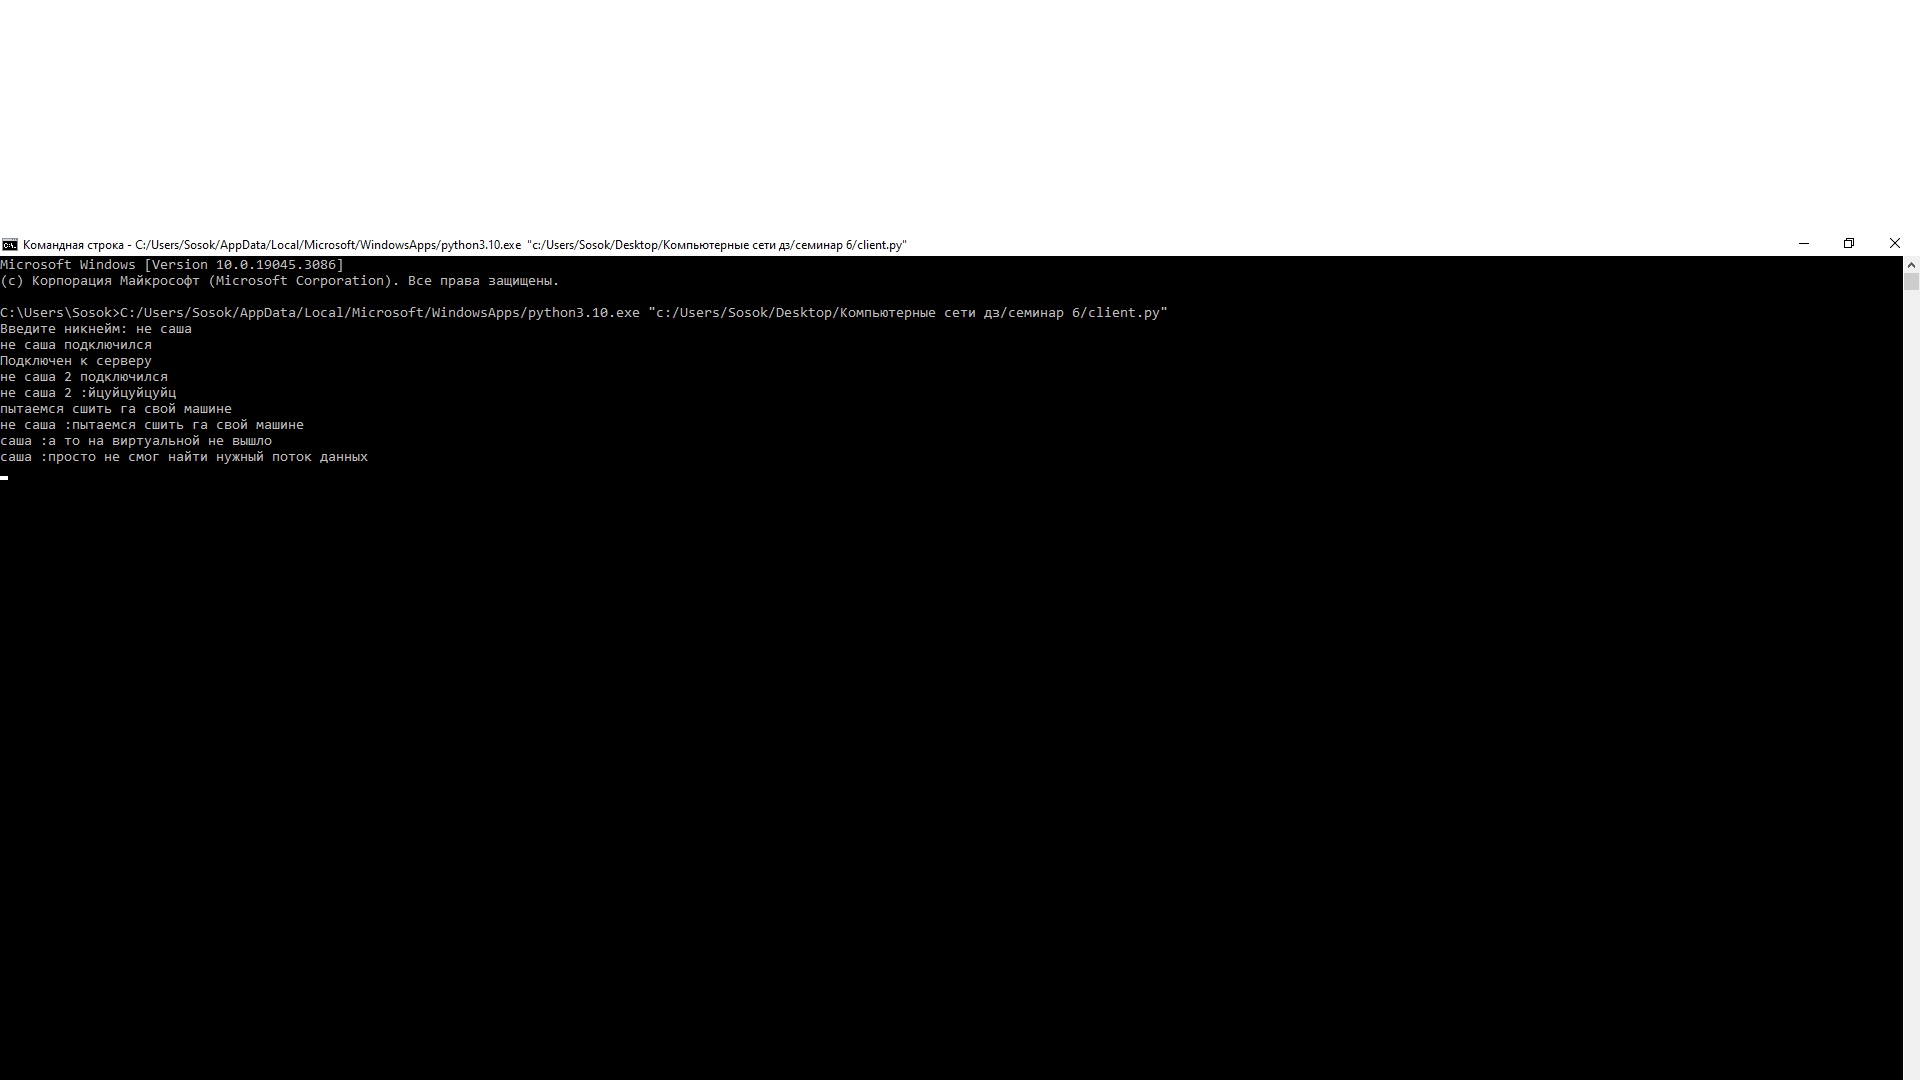 Командная строка - C:/Users/Sosok/AppData/Local/Microsoft/WindowsApps/python3.10.exe "c:/Users/Sosok/Desktop/Компьютерные сети дз/семинар 6/client.py"
Microsoft Windows [Version 10.0.19045.3086]
(c) Корпорация Майкрософт (Microsoft Corporation). Все права защищены.
C:\Users\Sosok>C:/Users/Sosok/AppData/Local/Microsoft/WindowsApps/python3.10.exe "c:/Users/Sosok/Desktop/Компьютерные сети дз/семинар 6/client.py"
Введите никнейм: не саша
не саша подключился
Подключен к серверу
не саша 2 подключился
не саша 2 :йцуйцуйцуйц
пытаемся сшить га свой машине
не саша :пытаемся сшить га свой машине
саша :а то на виртуальной не вышло
саша :просто не смог найти нужный поток данных